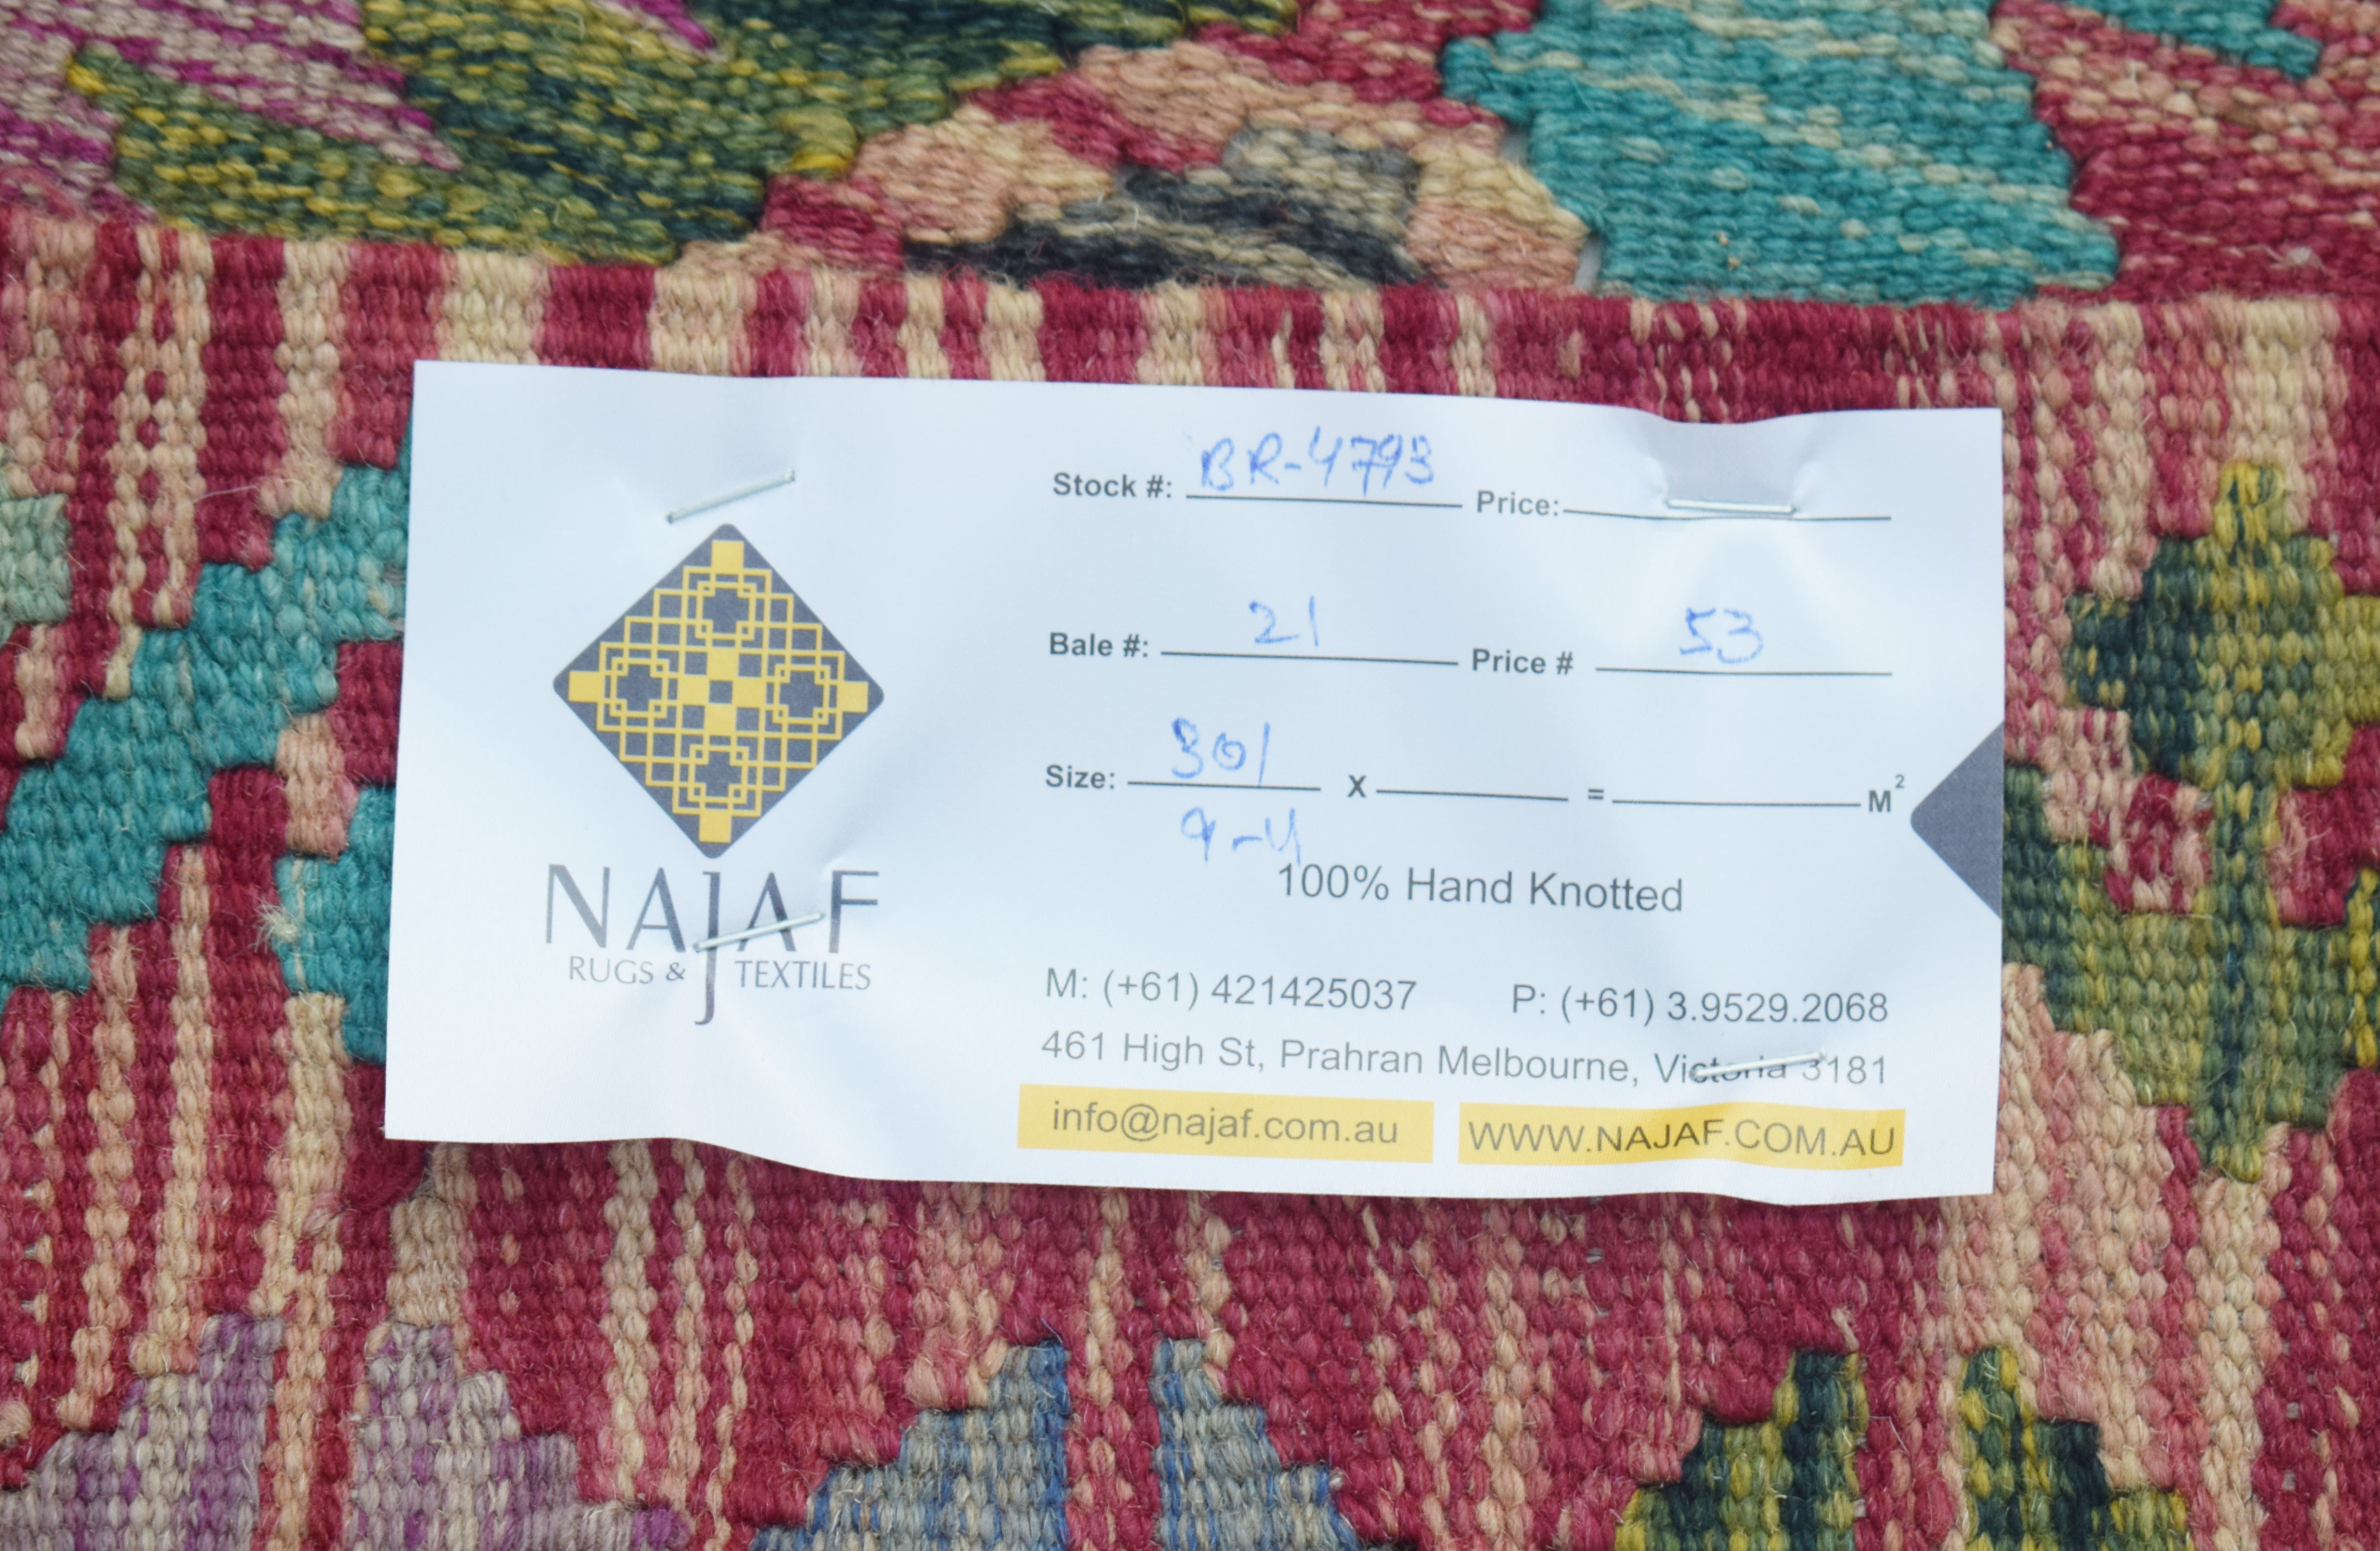 NAJAF
RUGS & TEXTILES
Stock #: BR-4793 Price:
Bale #: 21 Price # 53
Size: 301 X = M²
9-4
100% Hand Knotted
M: (+61) 421425037 P: (+61) 3.9529.2068
461 High St, Prahran Melbourne, Victoria 3181
info@najaf.com.au WWW.NAJAF.COM.AU